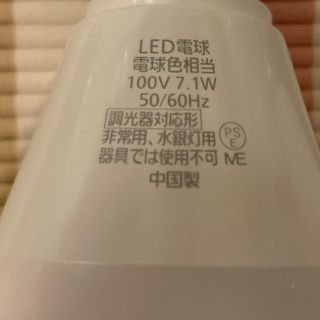 LED電球
電球色相当
100V 7.1W
50/60Hz
調光器対応形
非常用、水銀灯用
器具では使用不可
PS
E
ME
中国製